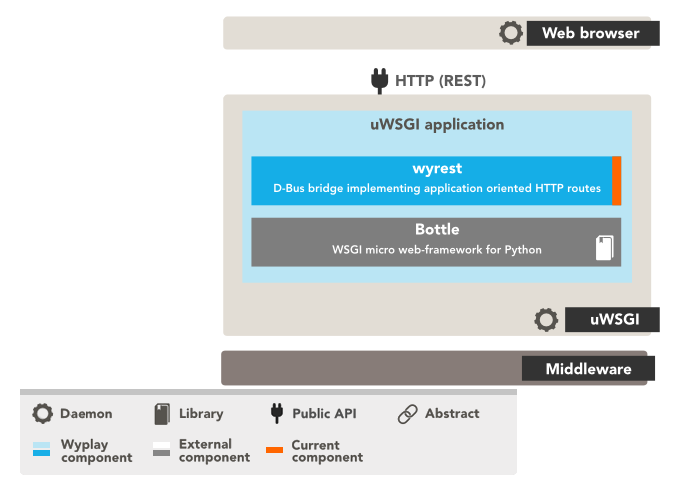 Web browser
HTTP (REST)
uWSGI application
wyrest
D-Bus bridge implementing application oriented HTTP routes
Bottle
WSGI micro web-framework for Python
uWSGI
Middleware
Daemon
Library
Public API
Abstract
Wyplay
component
External
component
Current
component